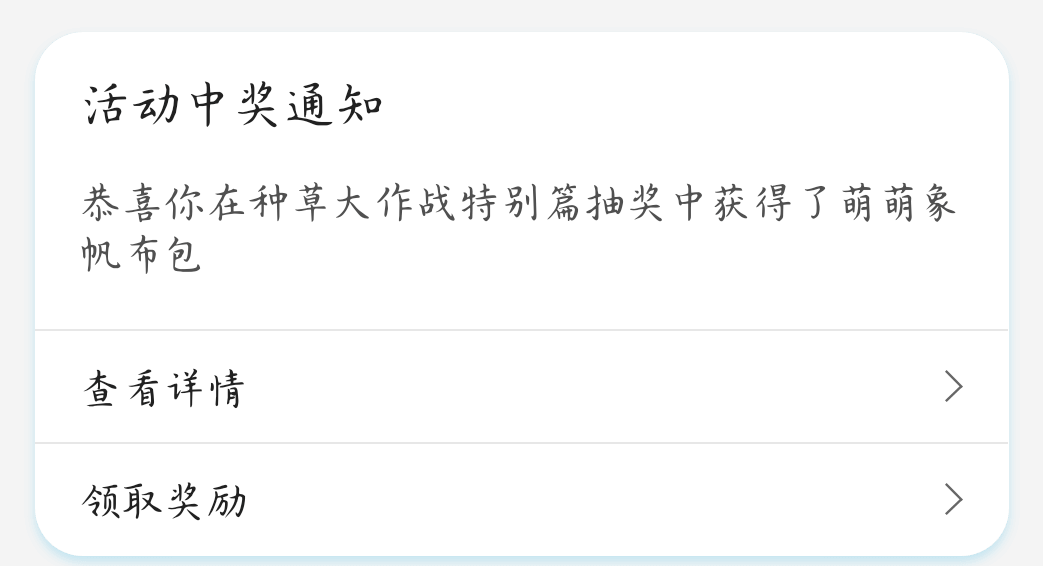 活动中奖通知
恭喜你在种草大作战特别篇抽奖中获得了萌萌象
帆布包
查看详情
领取奖励